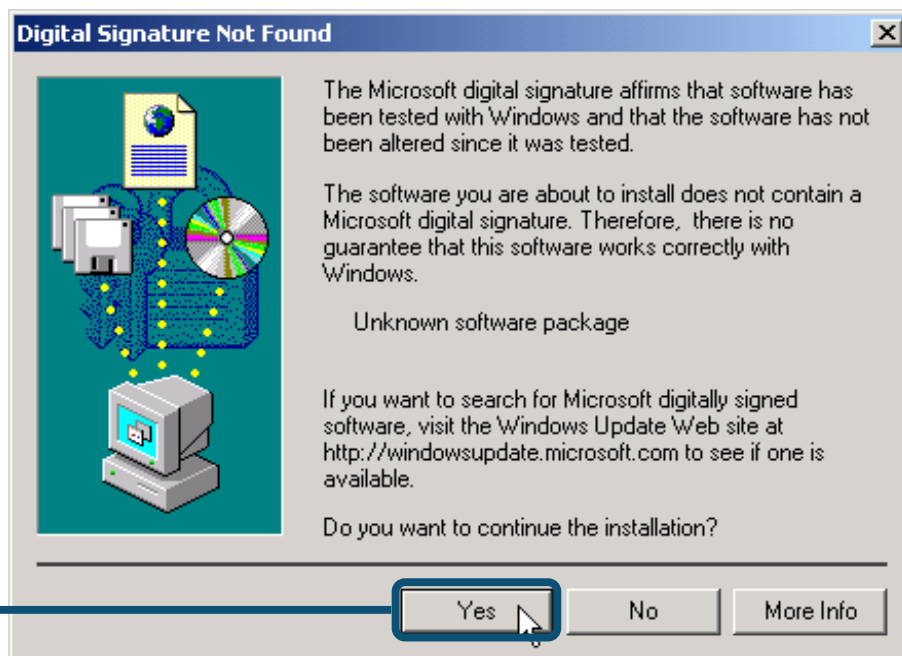 Digital Signature Not Found
The Microsoft digital signature affirms that software has
been tested with Windows and that the software has not
been altered since it was tested.
The software you are about to install does not contain a
Microsoft digital signature. Therefore, there is no
guarantee that this software works correctly with
Windows.
Unknown software package
If you want to search for Microsoft digitally signed
software, visit the Windows Update Web site at
http://windowsupdate.microsoft.com to see if one is
available.
Do you want to continue the installation?
Yes No More Info